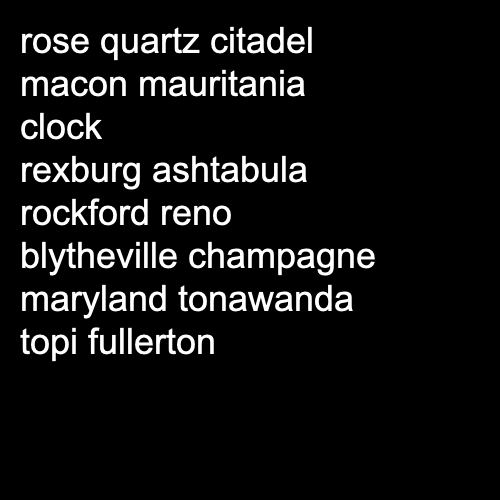 rose quartz citadel
macon mauritania
clock
rexburg ashtabula
rockford reno
blytheville champagne
maryland tonawanda
topi fullerton